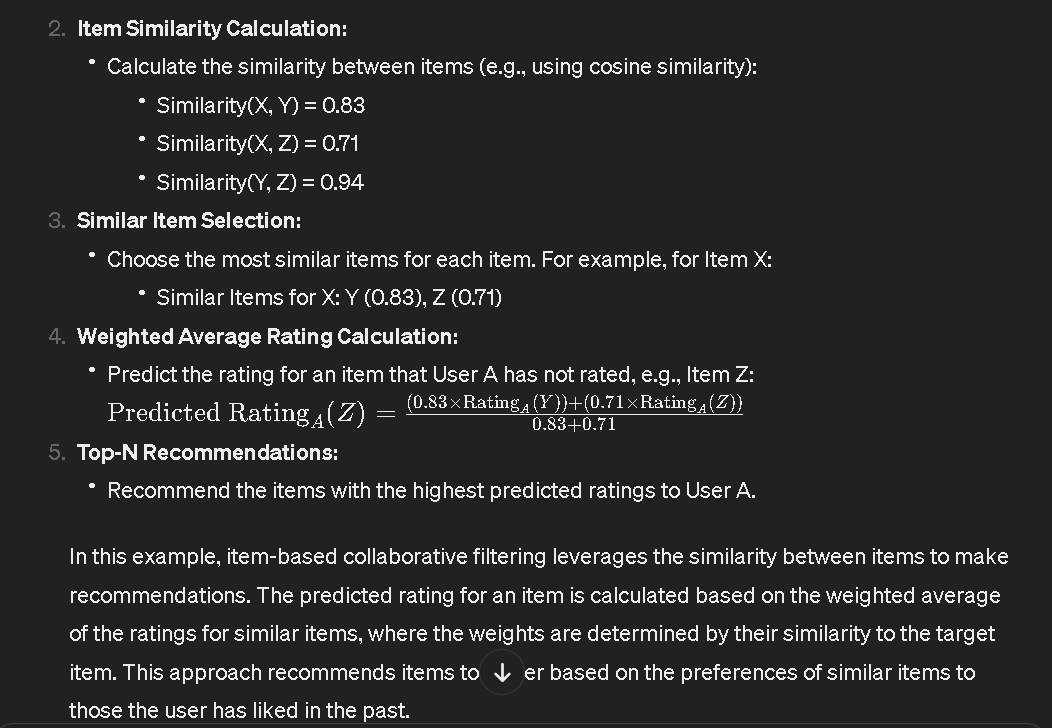 2. Item Similarity Calculation:
• Calculate the similarity between items (e.g., using cosine similarity):
• Similarity(X, Y) = 0.83
• Similarity(X, Z) = 0.71
• Similarity(Y, Z) = 0.94
3. Similar Item Selection:
• Choose the most similar items for each item. For example, for Item X:
• Similar Items for X: Y (0.83), Z (0.71)
4. Weighted Average Rating Calculation:
• Predict the rating for an item that User A has not rated, e.g., Item Z:
Predicted Rating_A(Z) = ((0.83×Rating_A(Y))+(0.71×Rating_A(Z)))/(0.83+0.71)
5. Top-N Recommendations:
• Recommend the items with the highest predicted ratings to User A.
In this example, item-based collaborative filtering leverages the similarity between items to make
recommendations. The predicted rating for an item is calculated based on the weighted average
of the ratings for similar items, where the weights are determined by their similarity to the target
item. This approach recommends items to er based on the preferences of similar items to
those the user has liked in the past.